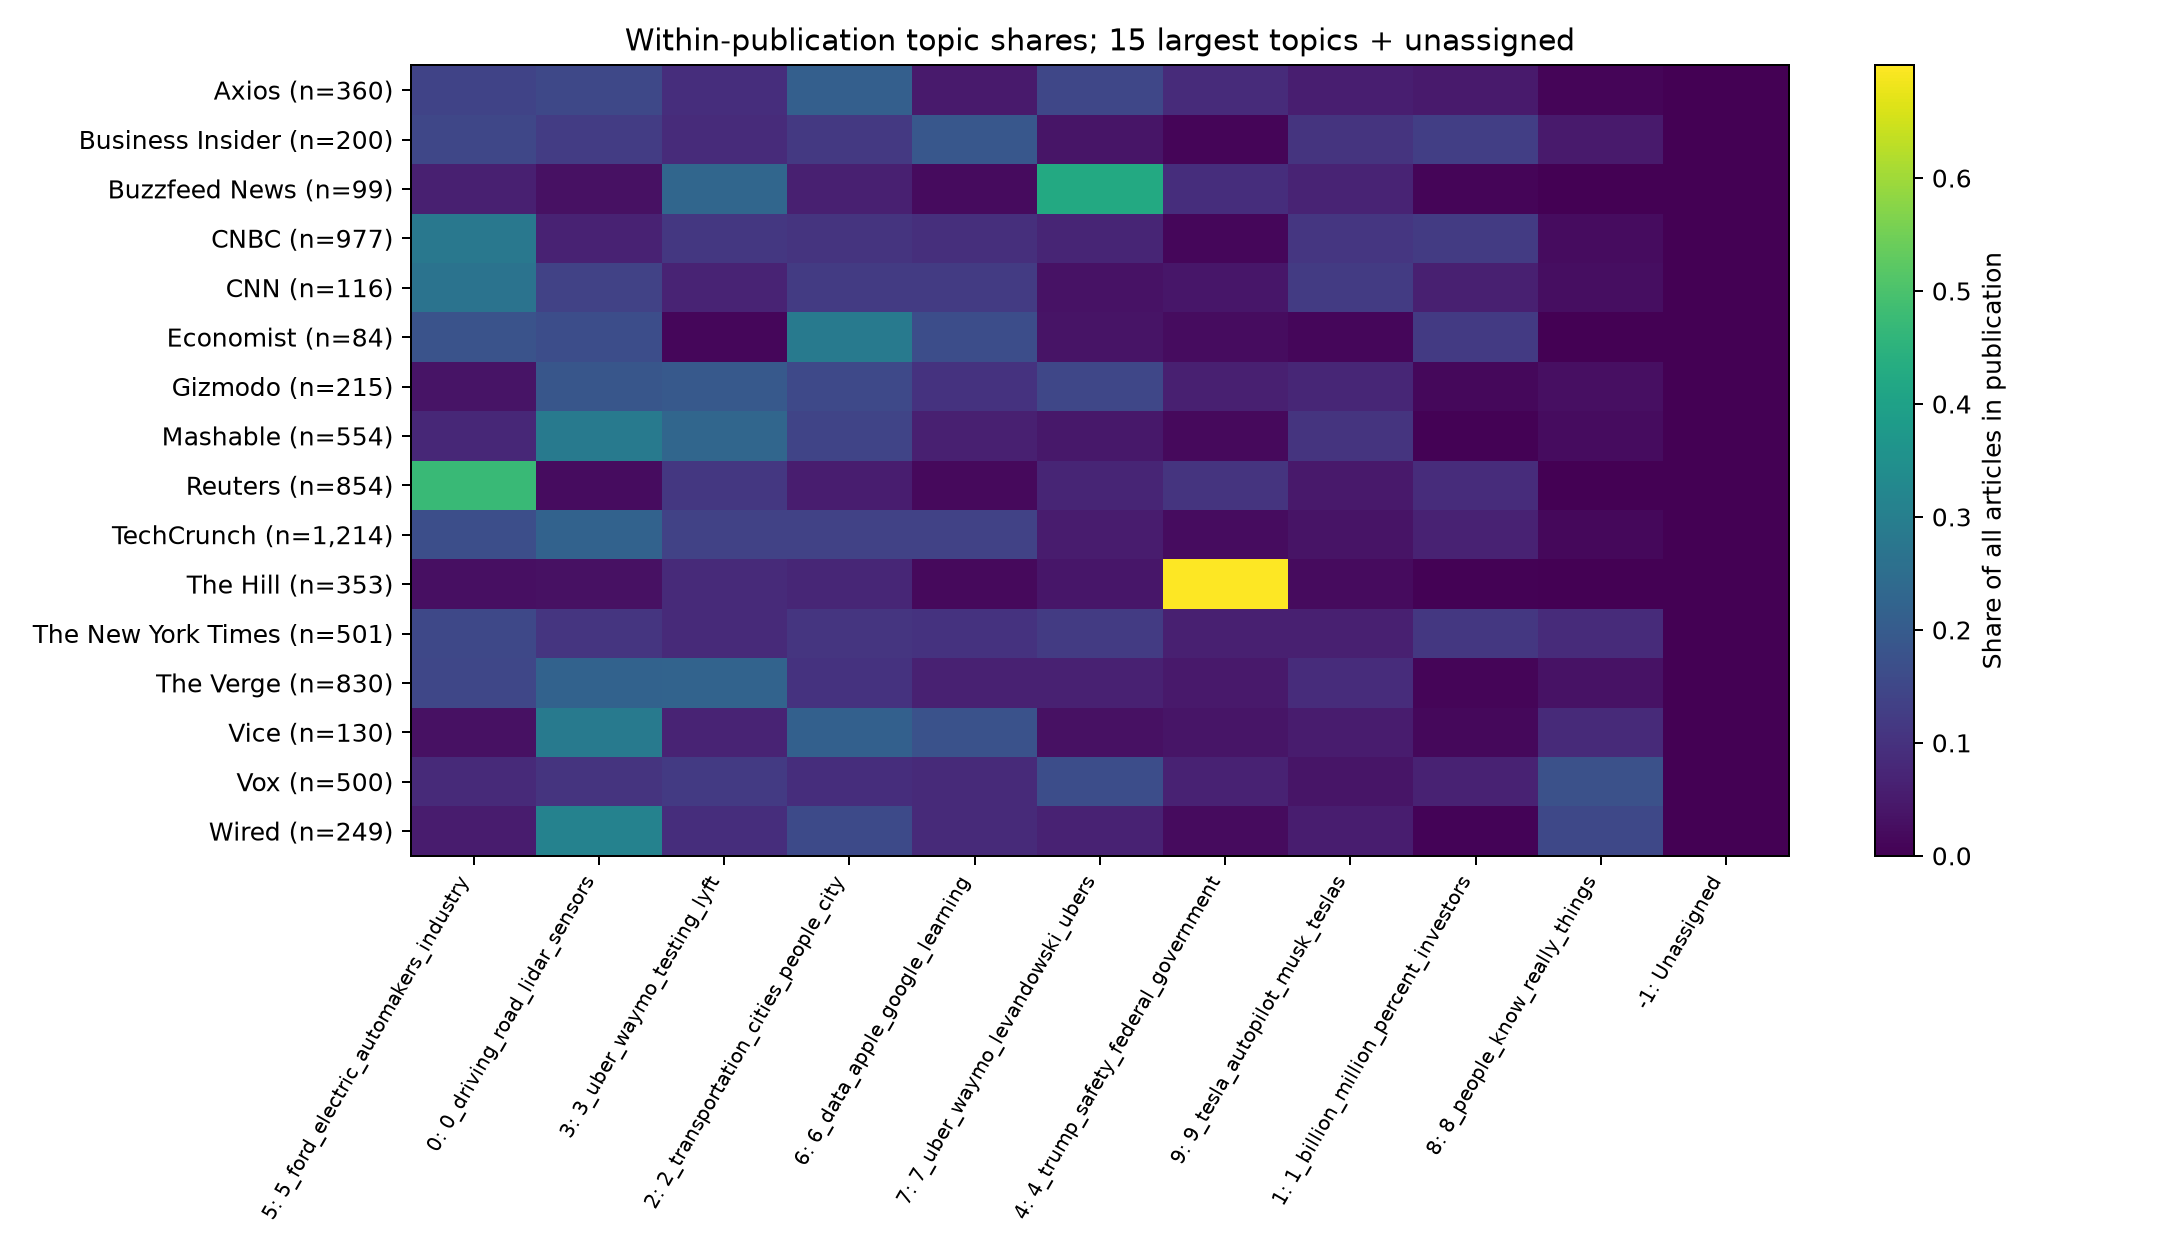 Within-publication topic shares; 15 largest topics + unassigned
Axios (n=360)
Business Insider (n=200)
Buzzfeed News (n=99)
CNBC (n=977)
CNN (n=116)
Economist (n=84)
Gizmodo (n=215)
Mashable (n=554)
Reuters (n=854)
TechCrunch (n=1,214)
The Hill (n=353)
The New York Times (n=501)
The Verge (n=830)
Vice (n=130)
Vox (n=500)
Wired (n=249)
5: 5_ford_electric_automakers_industry
0: 0_driving_road_lidar_sensors
3: 3_uber_waymo_testing_lyft
2: 2_transportation_cities_people_city
6: 6_data_apple_google_learning
7: 7_uber_waymo_levandowski_ubers
4: 4_trump_safety_federal_government
9: 9_tesla_autopilot_musk_teslas
1: 1_billion_million_percent_investors
8: 8_people_know_really_things
-1: Unassigned
0.6
0.5
0.4
0.3
0.2
0.1
0.0
Share of all articles in publication